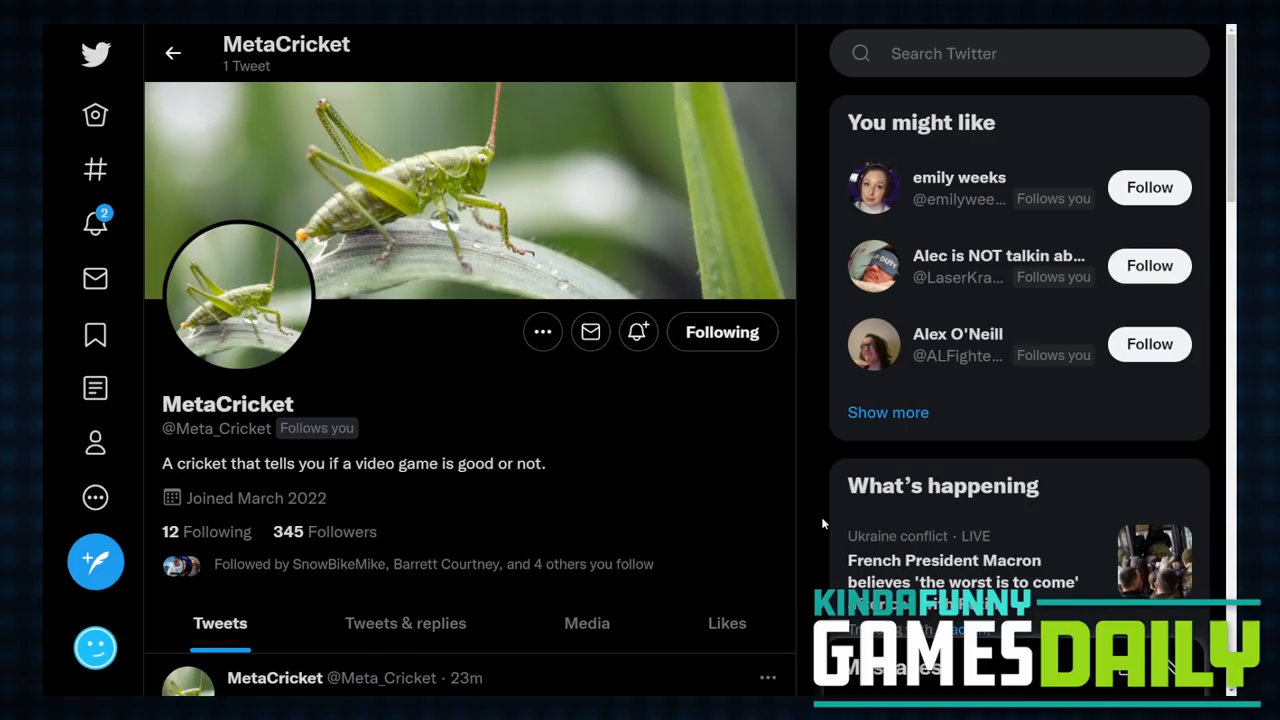 MetaCricket
1 Tweet
Search Twitter
You might like
emily weeks
@emilywee... Follows you
Follow
Alec is NOT talkin ab...
@LaserKra... Follows you
Follow
Alex O'Neill
@ALFighte... Follows you
Follow
Show more
2
Following
MetaCricket
@Meta_Cricket Follows you
A cricket that tells you if a video game is good or not.
Joined March 2022
12 Following 345 Followers
Followed by SnowBikeMike, Barrett Courtney, and 4 others you follow
Tweets Tweets & replies Media Likes
MetaCricket @Meta_Cricket · 23m
What's happening
Ukraine conflict · LIVE
French President Macron
believes 'the worst is to come'
KINDAFUNNY
GAMESDAILY
Messages